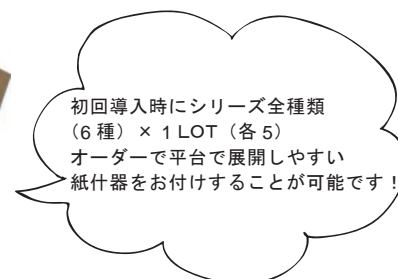 初回導入時にシリーズ全種類
（6 種）× 1 LOT（各 5）
オーダーで平台で展開しやすい
紙什器をお付けすることが可能です！